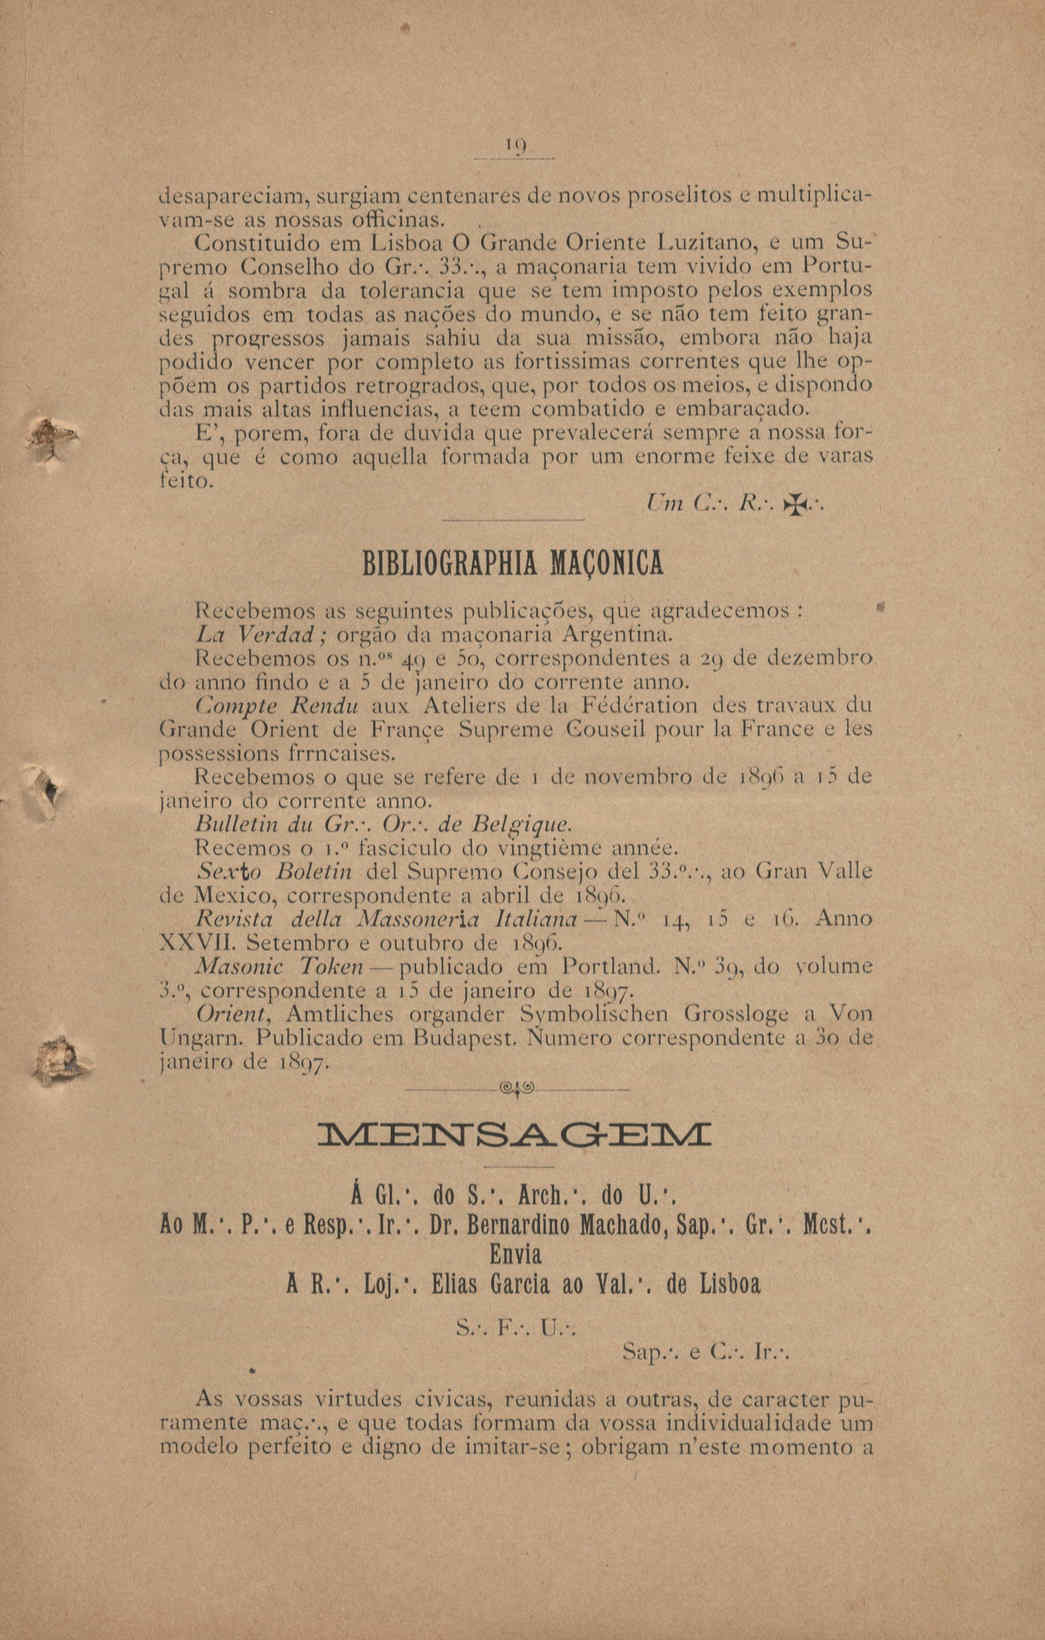 19
desapareciam, surgiam centenares de novos proselitos e multiplica-
vam-se as nossas officinas.
Constituido em Lisboa O Grande Oriente Luzitano, e um Su-
premo Conselho do Gr.·. 33.·., a maçonaria tem vivido em Portu-
gal á sombra da tolerancia que se tem imposto pelos exemplos
seguidos em todas as nações do mundo, e se não tem feito gran-
des progressos jamais sahiu da sua missão, embora não haja
podido vencer por completo as fortissimas correntes que lhe op-
põem os partidos retrogrados, que, por todos os meios, e dispondo
das mais altas influencias, a teem combatido e embaraçado.
E', porem, fora de duvida que prevalecerá sempre a nossa for-
ça, que é como aquella formada por um enorme feixe de varas
feito.
Um C.·. R.·. ✠.·.
BIBLIOGRAPHIA MAÇONICA
Recebemos as seguintes publicações, que agradecemos :
La Verdad ; orgão da maçonaria Argentina.
Recebemos os n.os 49 e 50, correspondentes a 29 de dezembro
do anno findo e a 5 de janeiro do corrente anno.
Compte Rendu aux Ateliers de la Fédération des travaux du
Grande Orient de Françe Supreme Gouseil pour la France e les
possessions frrncaises.
Recebemos o que se refere de 1 de novembro de 1896 a 15 de
janeiro do corrente anno.
Bulletin du Gr.·. Or.·. de Belgique.
Recemos o 1.º fasciculo do vingtième année.
Sexto Boletin del Supremo Consejo del 33.º.·., ao Gran Valle
de Mexico, correspondente a abril de 1896.
Revista della Massoneria Italiana — N.º 14, 15 e 16. Anno
XXVII. Setembro e outubro de 1896.
Masonic Token — publicado em Portland. N.º 39, do volume
3.º, correspondente a 15 de janeiro de 1897.
Orient, Amtliches organder Symbolischen Grossloge a Von
Ungarn. Publicado em Budapest. Numero correspondente a 30 de
janeiro de 1897.
MENSAGEM
Á Gl.·. do S.·. Arch.·. do U.·.
Ao M.·. P.·. e Resp.·. Ir.·. Dr. Bernardino Machado, Sap.·. Gr.·. Mest.·.
Envia
A R.·. Loj.·. Elias Garcia ao Val.·. de Lisboa
S.·. F.·. U.·.
Sap.·. e C.·. Ir.·.
As vossas virtudes civicas, reunidas a outras, de caracter pu-
ramente maç.·., e que todas formam da vossa individualidade um
modelo perfeito e digno de imitar-se ; obrigam n'este momento a